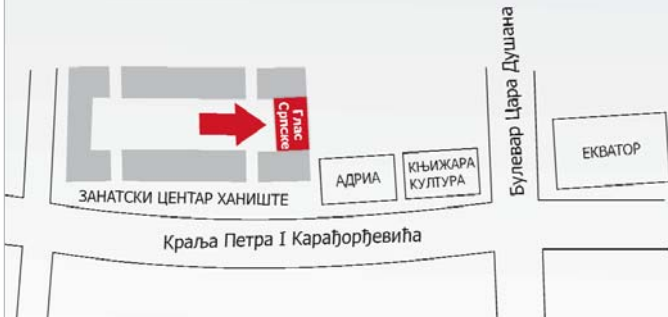 Булевар Цара Душана
Глас
Српске
ЕКВАТОР
АДРИА
КЊИЖАРА
КУЛТУРА
ЗАНАТСКИ ЦЕНТАР ХАНИШТЕ
Краља Петра I Карађорђевића